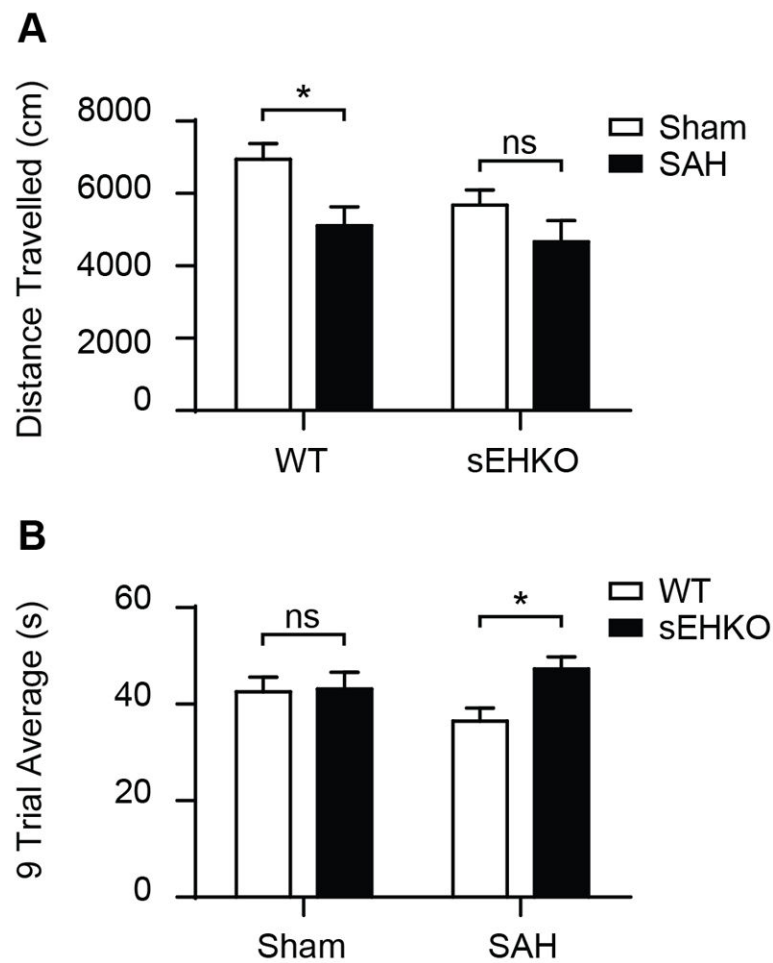 A
Distance Travelled (cm)
8000
6000
4000
2000
0
*
ns
Sham
SAH
WT
sEHKO
B
9 Trial Average (s)
60
40
20
0
ns
*
WT
sEHKO
Sham
SAH